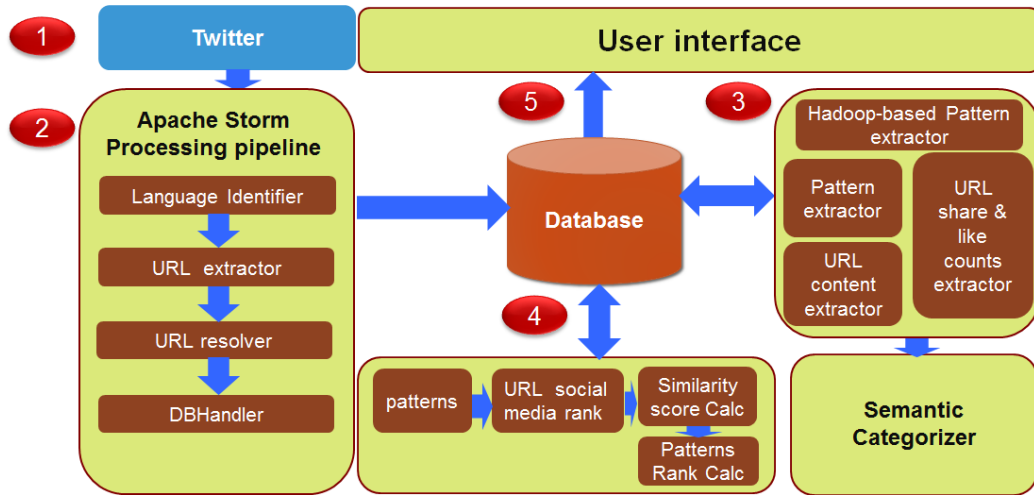 1
Twitter
User interface
2
Apache Storm
Processing pipeline
Language Identifier
URL extractor
URL resolver
DBHandler
5
Database
3
Hadoop-based Pattern
extractor
Pattern
extractor
URL
content
extractor
URL
share &
like
counts
extractor
4
patterns
URL social
media rank
Similarity
score Calc
Patterns
Rank Calc
Semantic
Categorizer